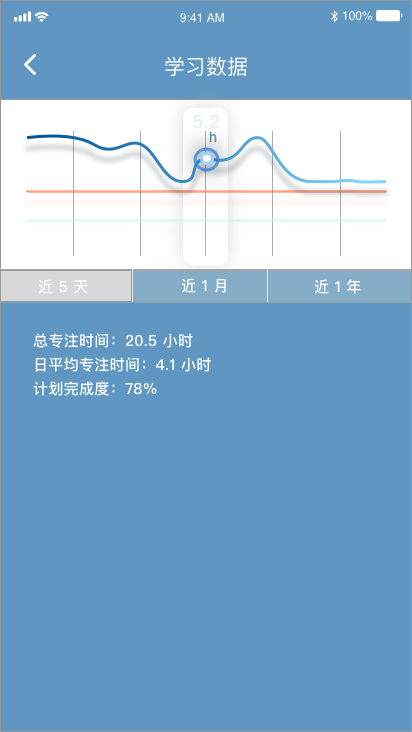 9:41 AM
100%
学习数据
5.2
h
近 5 天
近 1 月
近 1 年
总专注时间：20.5 小时
日平均专注时间：4.1 小时
计划完成度：78%